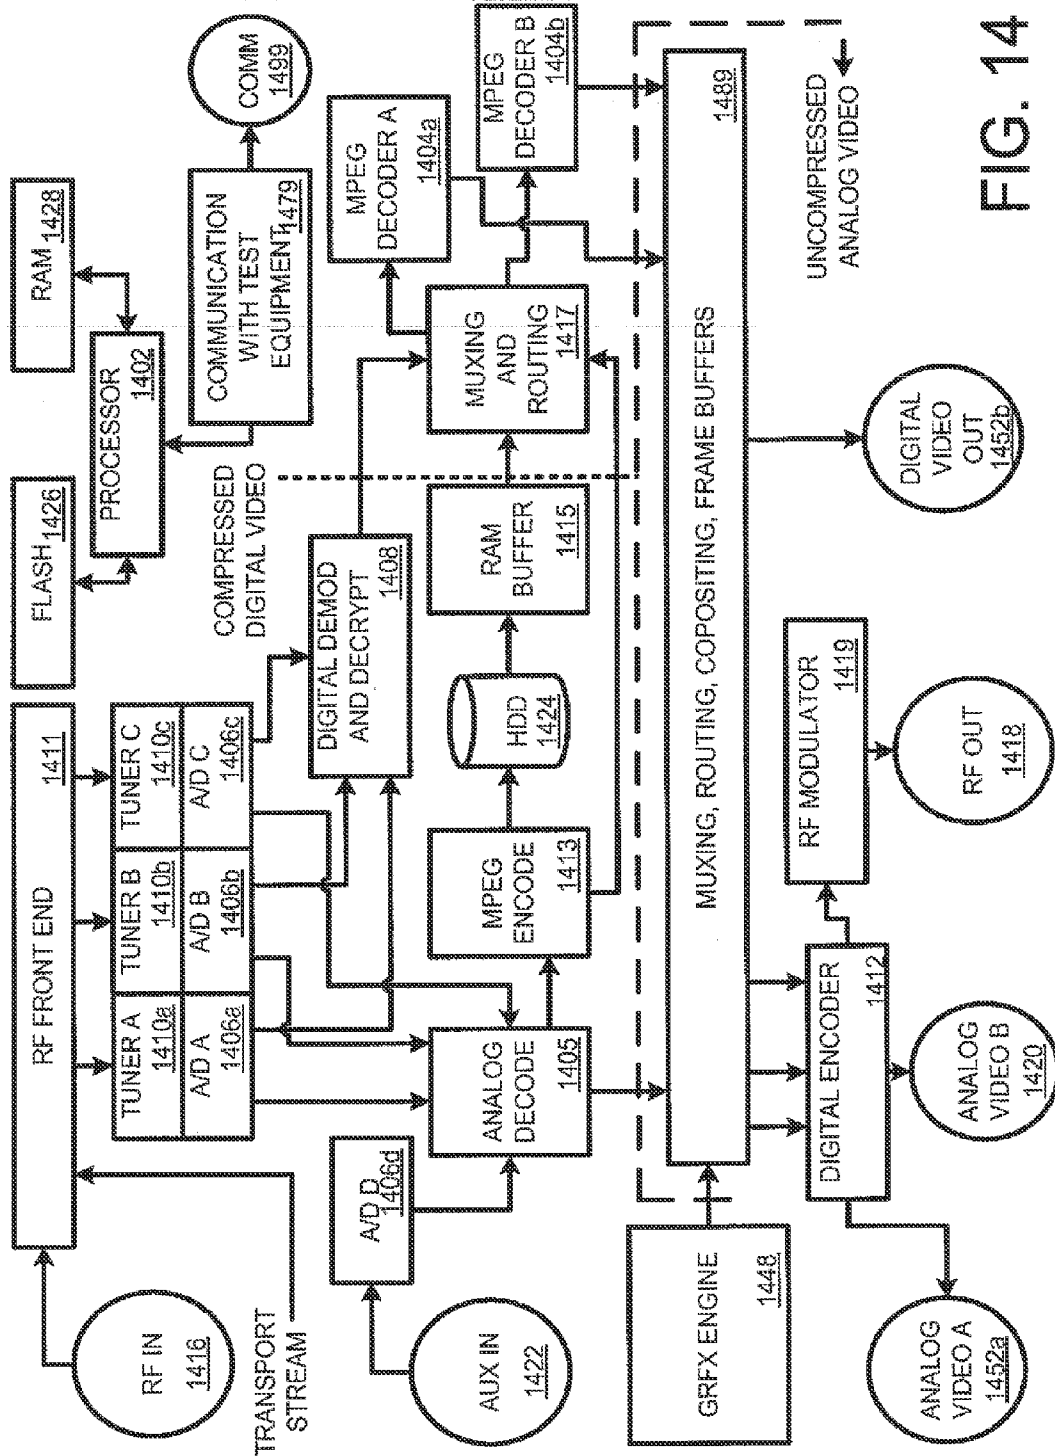 RF IN
1416
TRANSPORT
STREAM
RF FRONT END
1411
TUNER A
1410a
TUNER B
1410b
TUNER C
1410c
A/D A
1406a
A/D B
1406b
A/D C
1406c
FLASH
1426
RAM
1428
PROCESSOR
1402
COMMUNICATION
WITH TEST
EQUIPMENT
1479
COMM
1499
COMPRESSED
DIGITAL VIDEO
AUX IN
1422
A/D D
1406d
DIGITAL DEMOD
AND DECRYPT
1408
MPEG
DECODER A
1404a
ANALOG
DECODE
1405
MPEG
ENCODE
1413
HDD
1424
RAM
BUFFER
1415
MUXING
AND
ROUTING
1417
MPEG
DECODER B
1404b
GRFX ENGINE
1448
MUXING, ROUTING, COPOSITING, FRAME BUFFERS
1489
UNCOMPRESSED
ANALOG VIDEO
DIGITAL ENCODER
1412
RF MODULATOR
1419
ANALOG
VIDEO A
1452a
ANALOG
VIDEO B
1420
RF OUT
1418
DIGITAL
VIDEO
OUT
1452b
FIG. 14